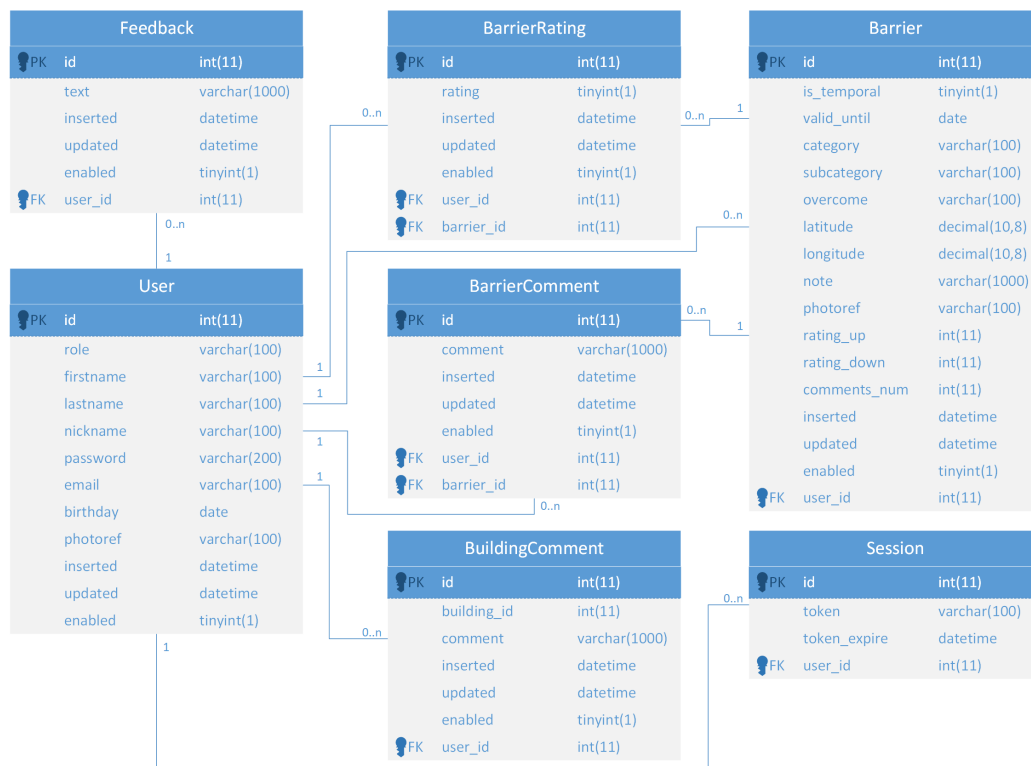 Feedback
PK id int(11)
text varchar(1000)
inserted datetime
updated datetime
enabled tinyint(1)
FK user_id int(11)
0..n
1
User
PK id int(11)
role varchar(100)
firstname varchar(100)
lastname varchar(100)
nickname varchar(100)
password varchar(200)
email varchar(100)
birthday date
photoref varchar(100)
inserted datetime
updated datetime
enabled tinyint(1)
1
1
1
1
1
0..n
BarrierRating
PK id int(11)
rating tinyint(1)
inserted datetime
updated datetime
enabled tinyint(1)
FK user_id int(11)
FK barrier_id int(11)
0..n
1
0..n
BarrierComment
PK id int(11)
comment varchar(1000)
inserted datetime
updated datetime
enabled tinyint(1)
FK user_id int(11)
FK barrier_id int(11)
0..n
1
0..n
0..n
BuildingComment
PK id int(11)
building_id int(11)
comment varchar(1000)
inserted datetime
updated datetime
enabled tinyint(1)
FK user_id int(11)
Barrier
PK id int(11)
is_temporal tinyint(1)
valid_until date
category varchar(100)
subcategory varchar(100)
overcome varchar(100)
latitude decimal(10,8)
longitude decimal(10,8)
note varchar(1000)
photoref varchar(100)
rating_up int(11)
rating_down int(11)
comments_num int(11)
inserted datetime
updated datetime
enabled tinyint(1)
FK user_id int(11)
0..n
Session
PK id int(11)
token varchar(100)
token_expire datetime
FK user_id int(11)